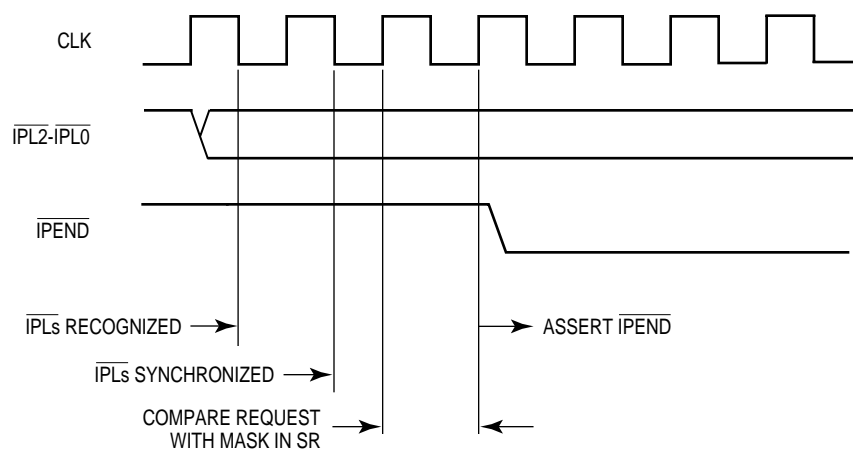 CLK
IPL2-IPL0
IPEND
IPLs RECOGNIZED
ASSERT IPEND
IPLs SYNCHRONIZED
COMPARE REQUEST
WITH MASK IN SR